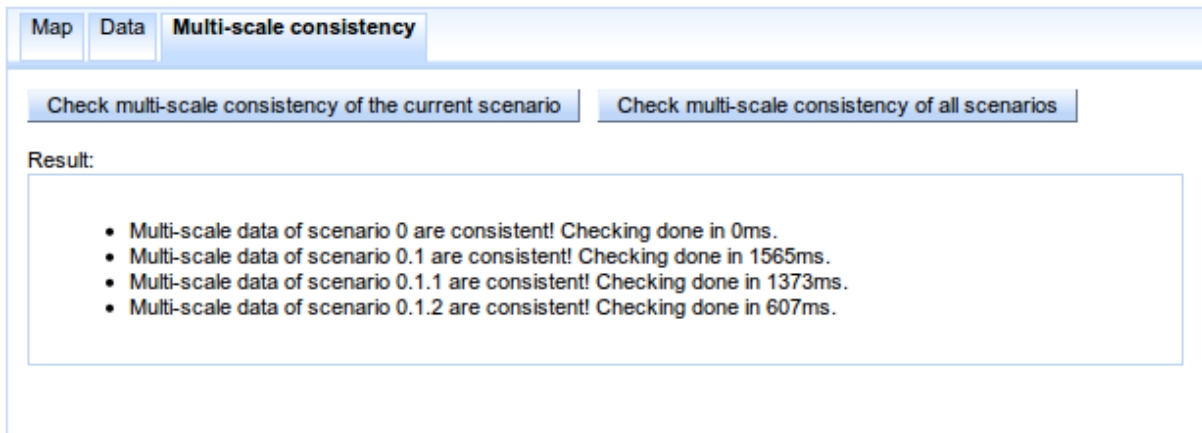 Map Data Multi-scale consistency
Check multi-scale consistency of the current scenario Check multi-scale consistency of all scenarios
Result:
• Multi-scale data of scenario 0 are consistent! Checking done in 0ms.
• Multi-scale data of scenario 0.1 are consistent! Checking done in 1565ms.
• Multi-scale data of scenario 0.1.1 are consistent! Checking done in 1373ms.
• Multi-scale data of scenario 0.1.2 are consistent! Checking done in 607ms.